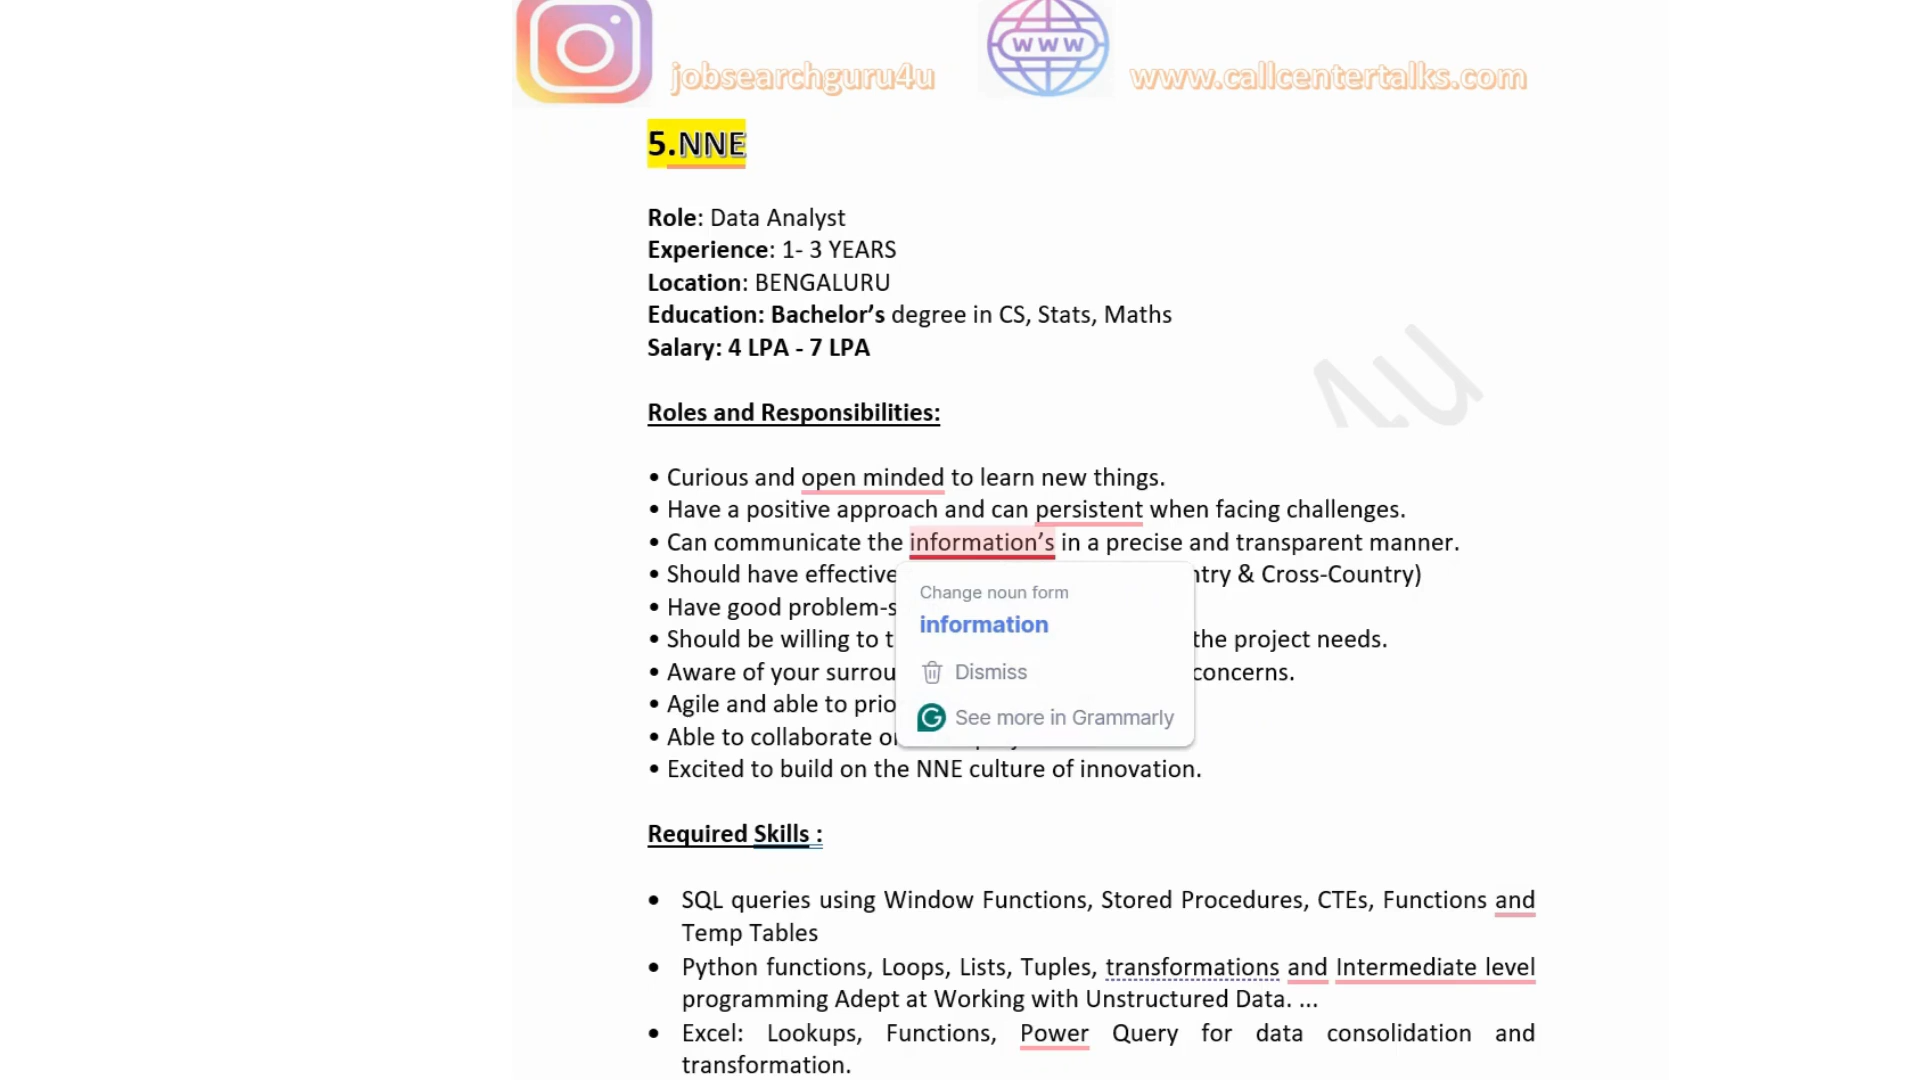 jobsearchguru4u www.callcentertalks.com
WWW
5.NNE
Role: Data Analyst
Experience: 1- 3 YEARS
Location: BENGALURU
Education: Bachelor’s degree in CS, Stats, Maths
Salary: 4 LPA - 7 LPA
4U
Roles and Responsibilities:
• Curious and open minded to learn new things.
• Have a positive approach and can persistent when facing challenges.
• Can communicate the information’s in a precise and transparent manner.
• Should have effective & Cross-Country)
• Have good
• Should be willing to the project needs.
• Aware of your concerns.
• Agile and able to
• Able to collaborate
• Excited to build on the NNE culture of innovation.
Change noun form
information
Dismiss
See more in Grammarly
Required Skills :
• SQL queries using Window Functions, Stored Procedures, CTEs, Functions and
Temp Tables
• Python functions, Loops, Lists, Tuples, transformations and Intermediate level
programming Adept at Working with Unstructured Data. ...
• Excel: Lookups, Functions, Power Query for data consolidation and
transformation.